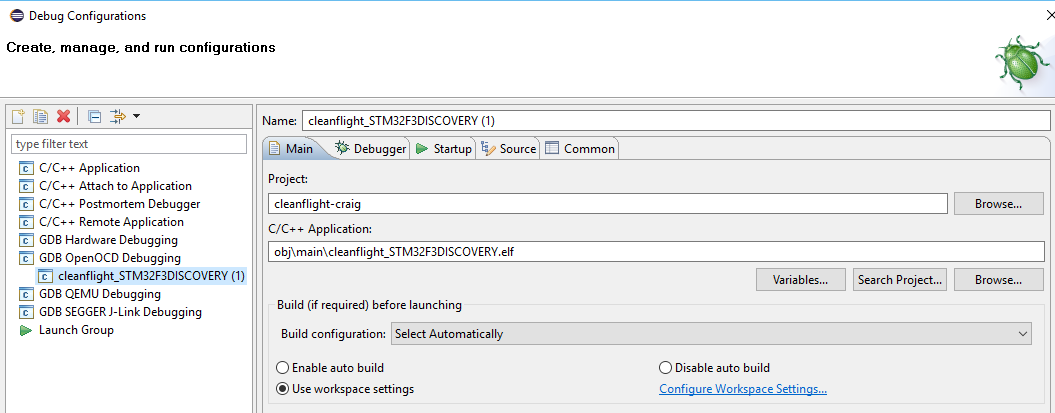 Debug Configurations
Create, manage, and run configurations
type filter text
C/C++ Application
C/C++ Attach to Application
C/C++ Postmortem Debugger
C/C++ Remote Application
GDB Hardware Debugging
GDB OpenOCD Debugging
cleanflight_STM32F3DISCOVERY (1)
GDB QEMU Debugging
GDB SEGGER J-Link Debugging
Launch Group
Name: cleanflight_STM32F3DISCOVERY (1)
Main Debugger Startup Source Common
Project:
cleanflight-craig Browse...
C/C++ Application:
obj\main\cleanflight_STM32F3DISCOVERY.elf
Variables... Search Project... Browse...
Build (if required) before launching
Build configuration: Select Automatically
Enable auto build Disable auto build
Use workspace settings Configure Workspace Settings...